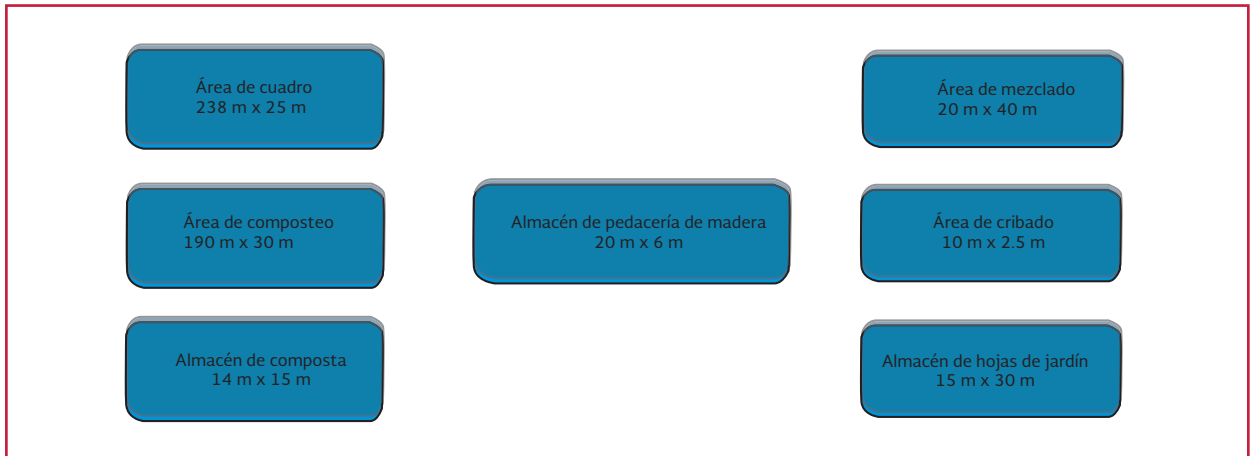 Área de cuadro
238 m x 25 m
Área de mezclado
20 m x 40 m
Área de composteo
190 m x 30 m
Almacén de pedacería de madera
20 m x 6 m
Área de cribado
10 m x 2.5 m
Almacén de composta
14 m x 15 m
Almacén de hojas de jardín
15 m x 30 m